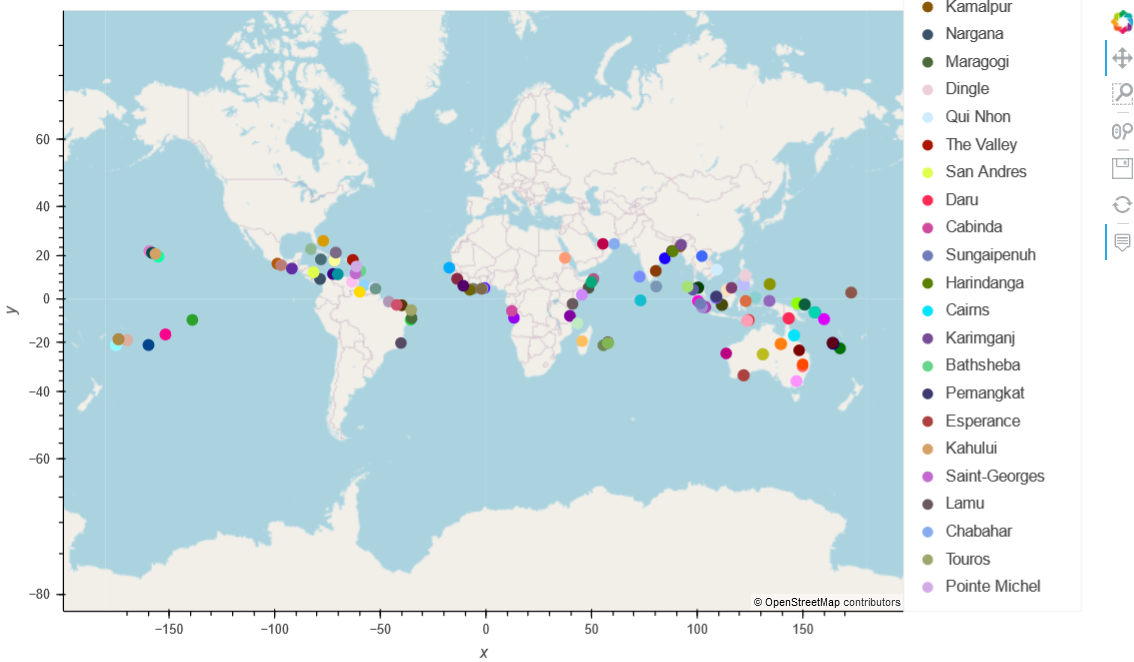 Kamalpur
Nargana
Maragogi
Dingle
Qui Nhon
The Valley
San Andres
Daru
Cabinda
Sungaipenuh
Harindanga
Cairns
Karimganj
Bathsheba
Pemangkat
Esperance
Kahului
Saint-Georges
Lamu
Chabahar
Touros
Pointe Michel
60
40
20
0
−20
−40
−60
−80
y
© OpenStreetMap contributors
−150
−100
−50
0
50
100
150
x